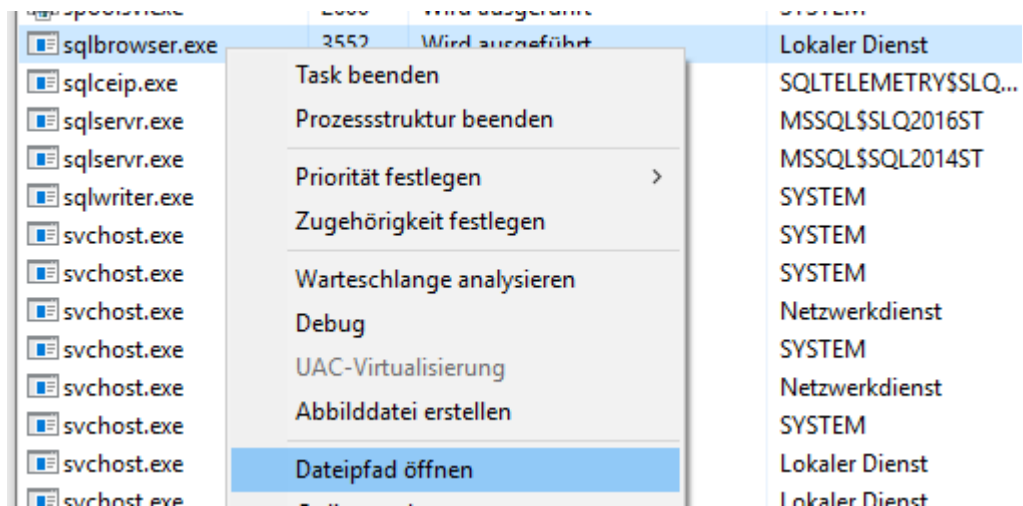 sqlbrowser.exe 3552 Wird ausgeführt Lokaler Dienst
Task beenden
sqlceip.exe SQLTELEMETRY$SLQ...
sqlservr.exe Prozessstruktur beenden MSSQL$SLQ2016ST
sqlservr.exe MSSQL$SQL2014ST
Priorität festlegen
sqlwriter.exe SYSTEM
Zugehörigkeit festlegen
svchost.exe SYSTEM
svchost.exe Warteschlange analysieren SYSTEM
svchost.exe Netzwerkdienst
Debug
svchost.exe SYSTEM
UAC-Virtualisierung
svchost.exe Netzwerkdienst
Abbilddatei erstellen
svchost.exe SYSTEM
svchost.exe Dateipfad öffnen Lokaler Dienst
svchost.exe Lokaler Dienst